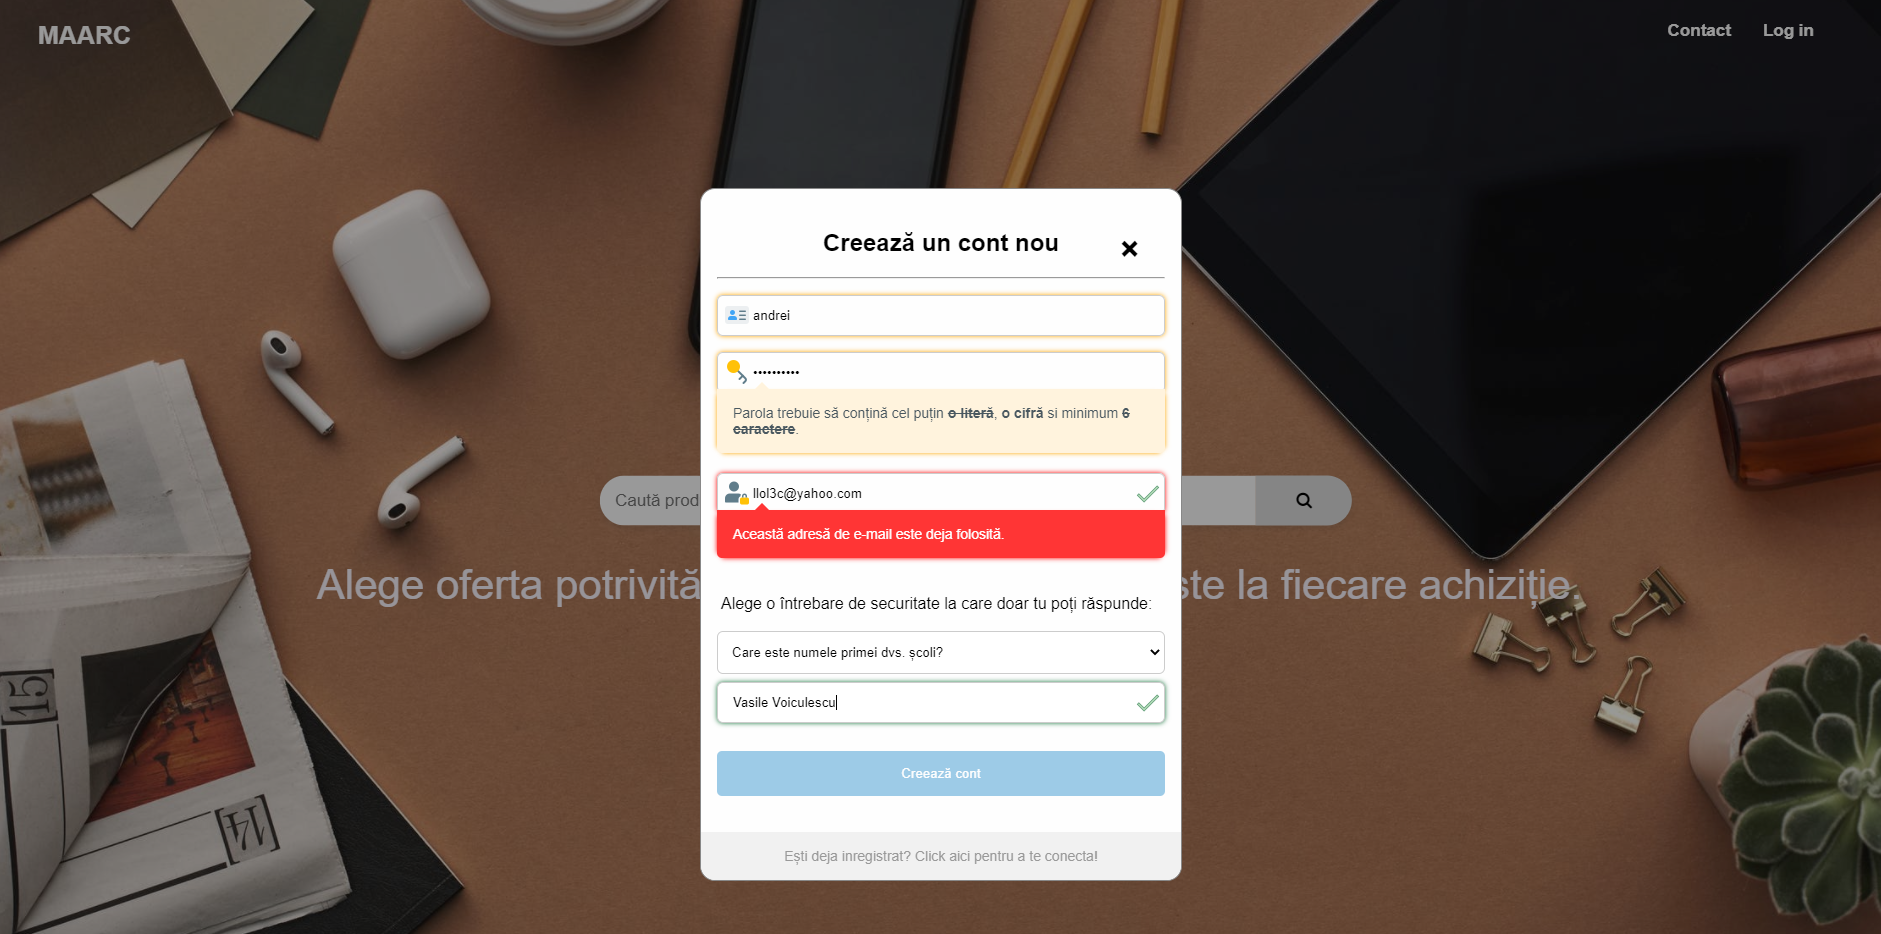 MAARC
Contact
Log in
Creează un cont nou
andrei
Parola trebuie să conțină cel puțin o literă, o cifră si minimum 6
caractere.
Caută prod
llol3c@yahoo.com
Această adresă de e-mail este deja folosită.
Alege oferta potrivită
ste la fiecare achiziție.
Alege o întrebare de securitate la care doar tu poți răspunde:
Care este numele primei dvs. școli?
Vasile Voiculescu
Creează cont
Ești deja inregistrat? Click aici pentru a te conecta!
15
14